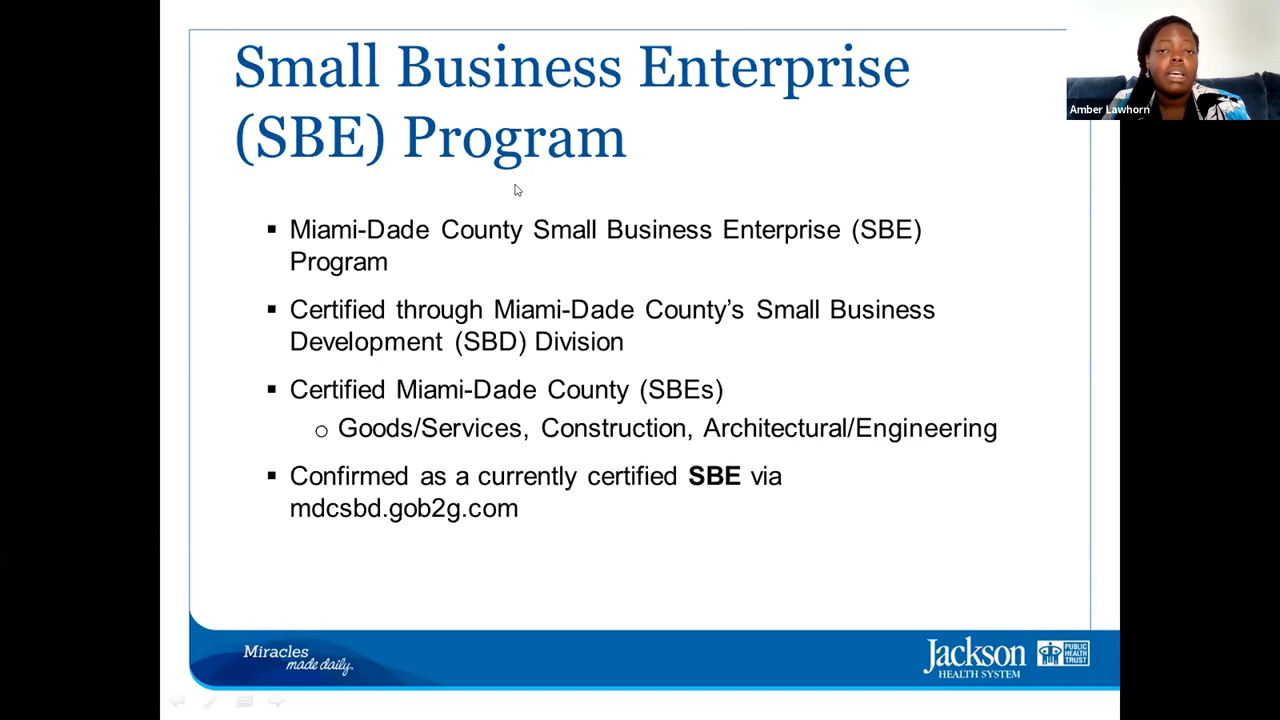 Small Business Enterprise
(SBE) Program
Amber Lawhorn
▪ Miami-Dade County Small Business Enterprise (SBE)
Program
▪ Certified through Miami-Dade County’s Small Business
Development (SBD) Division
▪ Certified Miami-Dade County (SBEs)
o Goods/Services, Construction, Architectural/Engineering
▪ Confirmed as a currently certified SBE via
mdcsbd.gob2g.com
Miracles
made daily.
Jackson
HEALTH SYSTEM
PUBLIC
HEALTH
TRUST